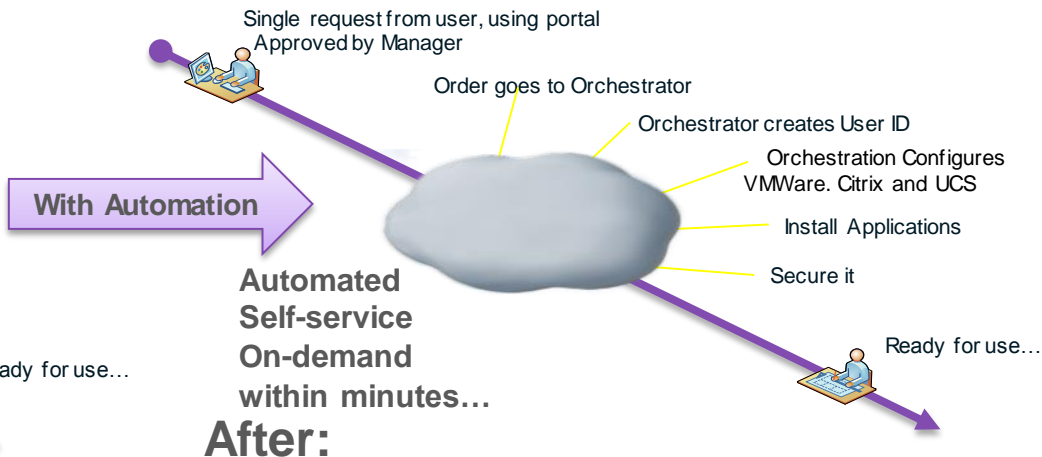 Single request from user, using portal
Approved by Manager
Order goes to Orchestrator
Orchestrator creates User ID
Orchestration Configures
VMWare. Citrix and UCS
With Automation
Install Applications
Secure it
Automated
Self-service
On-demand
within minutes…
Ready for use…
ady for use…
After: